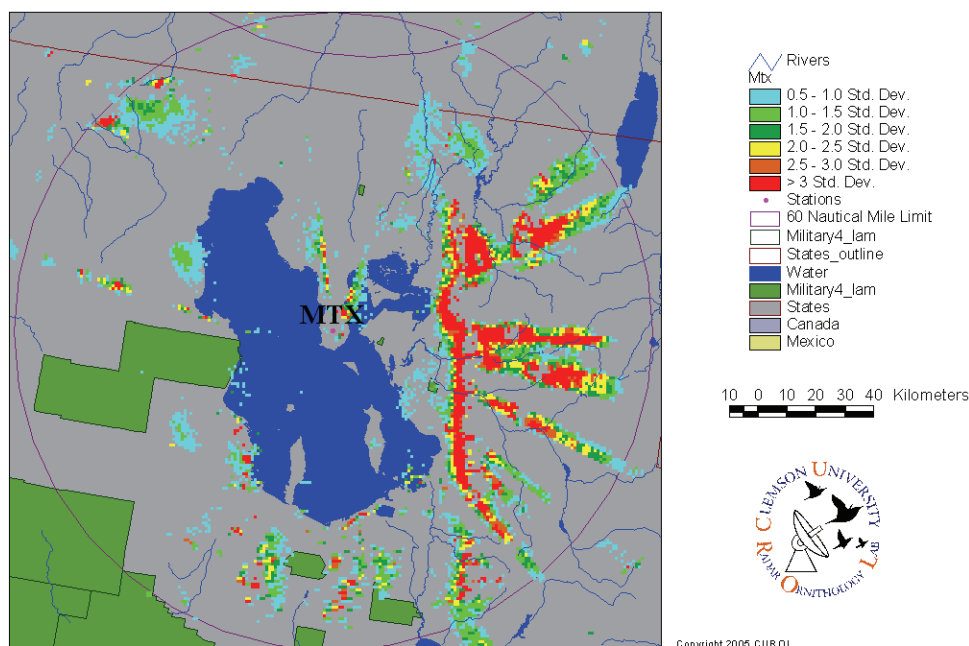 MTX
Rivers
Mtx
0.5 - 1.0 Std. Dev.
1.0 - 1.5 Std. Dev.
1.5 - 2.0 Std. Dev.
2.0 - 2.5 Std. Dev.
2.5 - 3.0 Std. Dev.
> 3 Std. Dev.
Stations
60 Nautical Mile Limit
Military4_lam
States_outline
Water
Military4_lam
States
Canada
Mexico
10 0 10 20 30 40 Kilometers
CLEMSON UNIVERSITY
RADAR ORNITHOLOGY LAB
Copyright 2005 CUROL